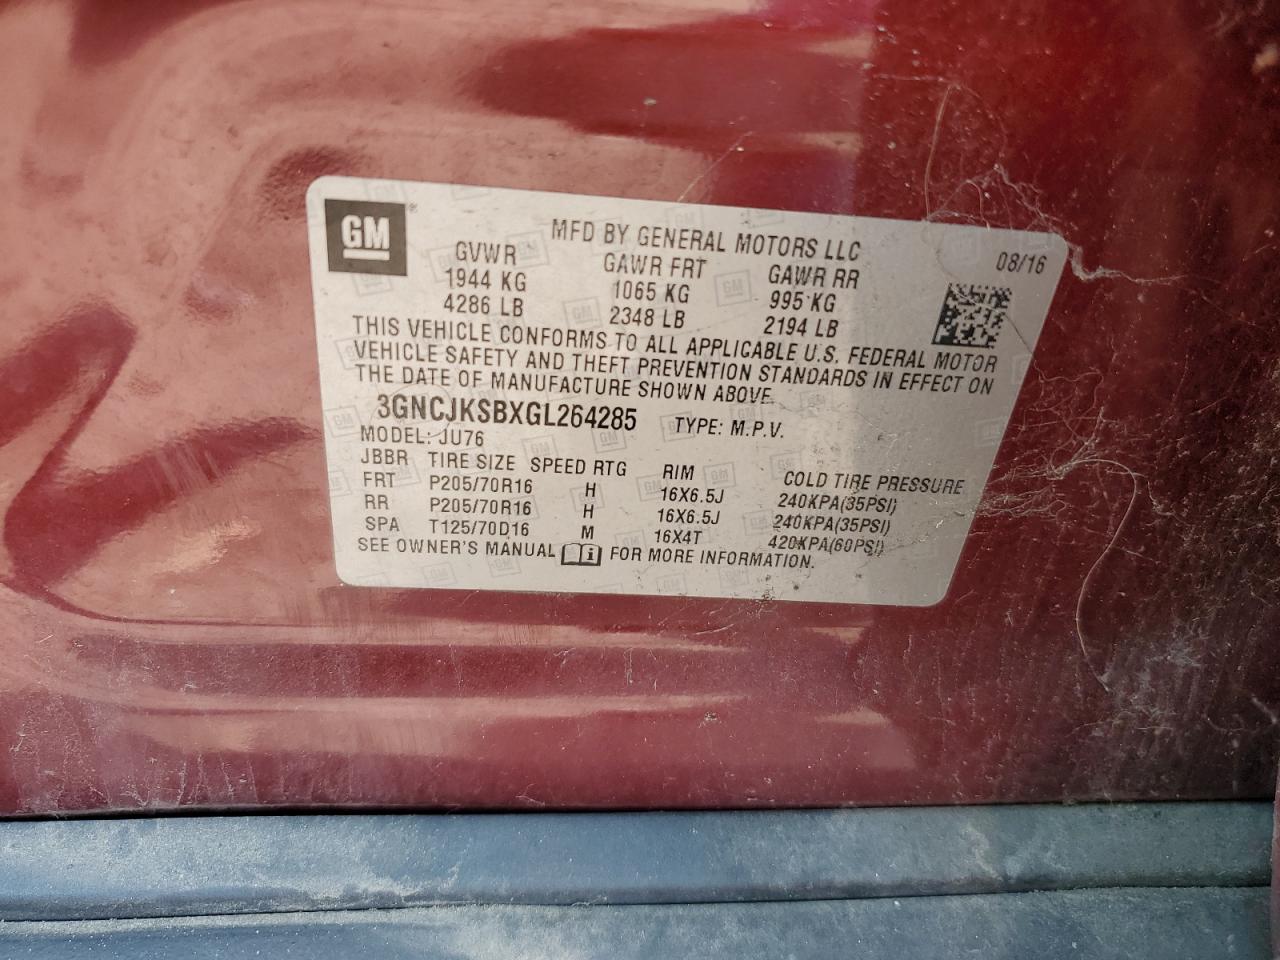 GM ®
MFD BY GENERAL MOTORS LLC
08/16
GVWR GAWR FRT GAWR RR
1944 KG 1065 KG 995 KG
4286 LB 2348 LB 2194 LB
THIS VEHICLE CONFORMS TO ALL APPLICABLE U.S. FEDERAL MOTOR
VEHICLE SAFETY AND THEFT PREVENTION STANDARDS IN EFFECT ON
THE DATE OF MANUFACTURE SHOWN ABOVE.
3GNCJKSBXGL264285 TYPE: M.P.V.
MODEL: JU76
JBBR TIRE SIZE SPEED RTG RIM COLD TIRE PRESSURE
FRT P205/70R16 H 16X6.5J 240KPA(35PSI)
RR P205/70R16 H 16X6.5J 240KPA(35PSI)
SPA T125/70D16 M 16X4T 420KPA(60PSI)
SEE OWNER'S MANUAL i FOR MORE INFORMATION.